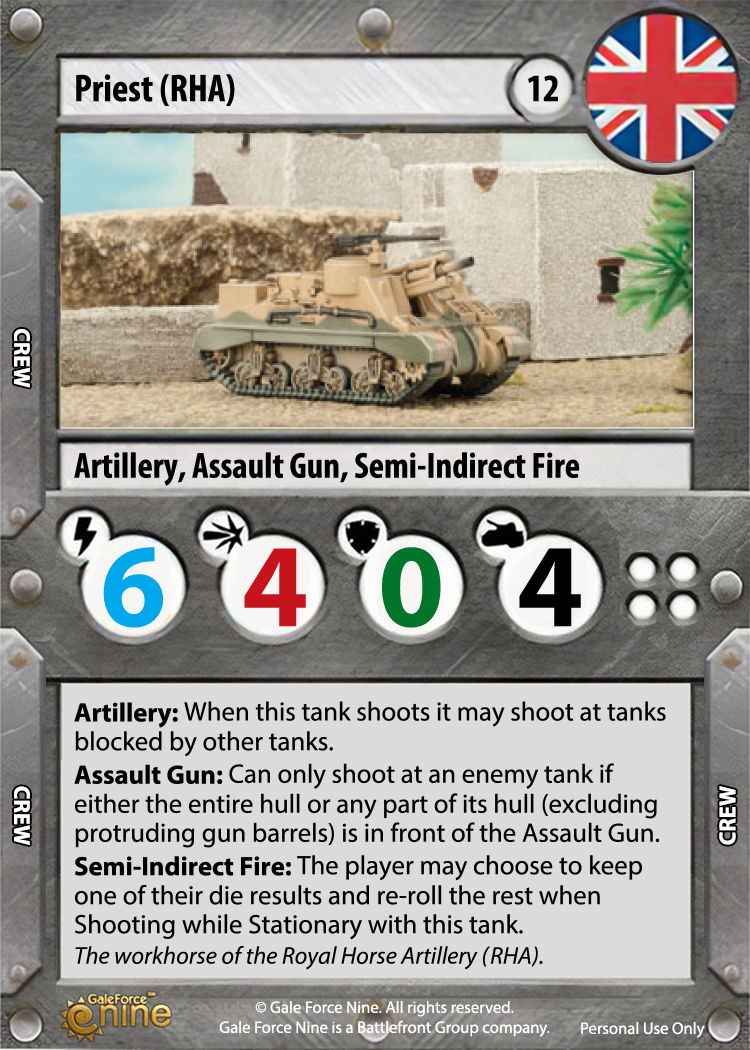 Priest (RHA)
12
CREW
Artillery, Assault Gun, Semi-Indirect Fire
6 4 0 4
Artillery: When this tank shoots it may shoot at tanks
blocked by other tanks.
Assault Gun: Can only shoot at an enemy tank if
either the entire hull or any part of its hull (excluding
protruding gun barrels) is in front of the Assault Gun.
Semi-Indirect Fire: The player may choose to keep
one of their die results and re-roll the rest when
Shooting while Stationary with this tank.
The workhorse of the Royal Horse Artillery (RHA).
CREW
CREW
GaleForce™
nine
© Gale Force Nine. All rights reserved.
Gale Force Nine is a Battlefront Group company.
Personal Use Only